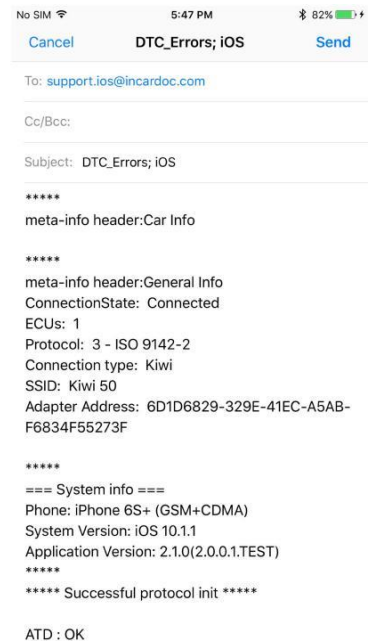 No SIM 5:47 PM 82%
Cancel DTC_Errors; iOS Send
To: support.ios@incardoc.com
Cc/Bcc:
Subject: DTC_Errors; iOS
*****
meta-info header:Car Info
*****
meta-info header:General Info
ConnectionState: Connected
ECUs: 1
Protocol: 3 - ISO 9142-2
Connection type: Kiwi
SSID: Kiwi 50
Adapter Address: 6D1D6829-329E-41EC-A5AB-
F6834F55273F
*****
=== System info ===
Phone: iPhone 6S+ (GSM+CDMA)
System Version: iOS 10.1.1
Application Version: 2.1.0(2.0.0.1.TEST)
*****
***** Successful protocol init *****
ATD : OK